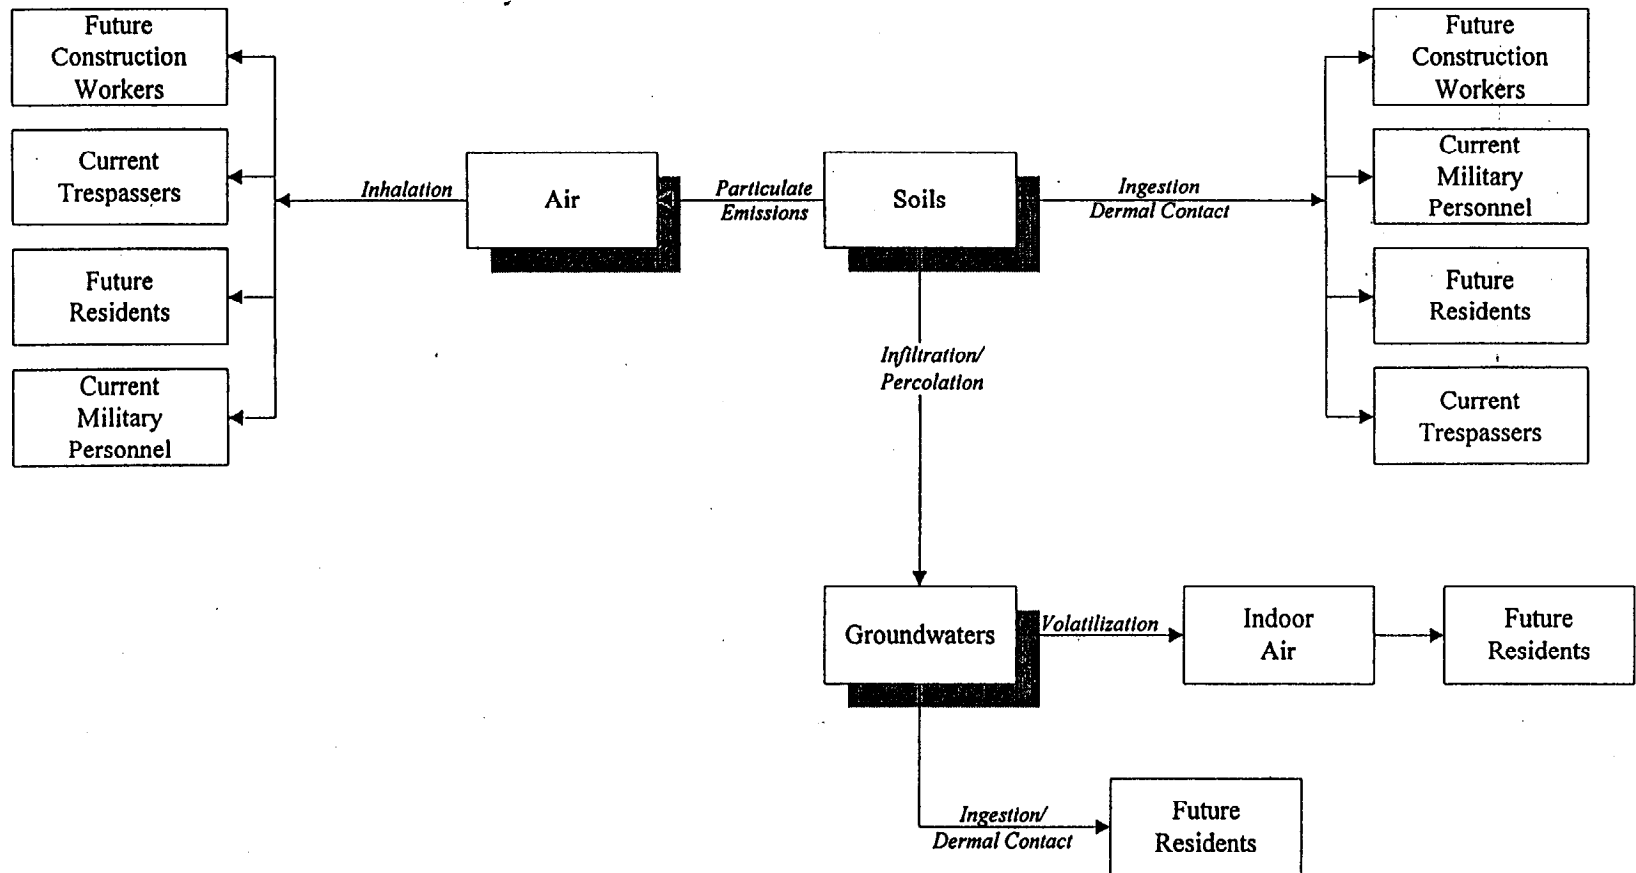 Future
Construction
Workers
Current
Trespassers
Future
Residents
Current
Military
Personnel
Inhalation
Air
Particulate
Emissions
Soils
Ingestion
Dermal Contact
Future
Construction
Workers
Current
Military
Personnel
Future
Residents
Current
Trespassers
Infiltration/
Percolation
Groundwaters
Volatilization
Indoor
Air
Future
Residents
Ingestion/
Dermal Contact
Future
Residents